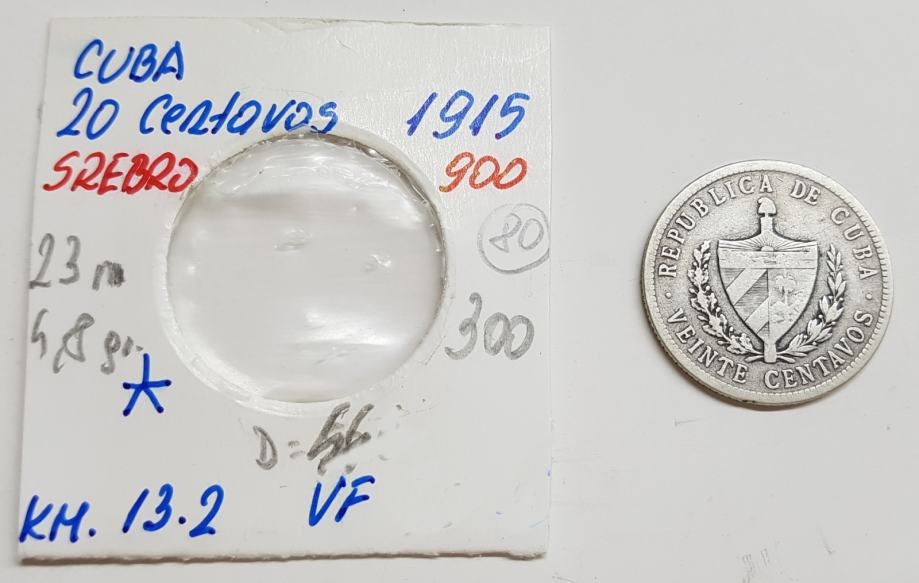 CUBA
20 Centavos 1915
SREBRO 900
80
23 m
4,8 gr.
300
D=
KM. 13.2 VF
REPUBLICA DE CUBA
VEINTE CENTAVOS